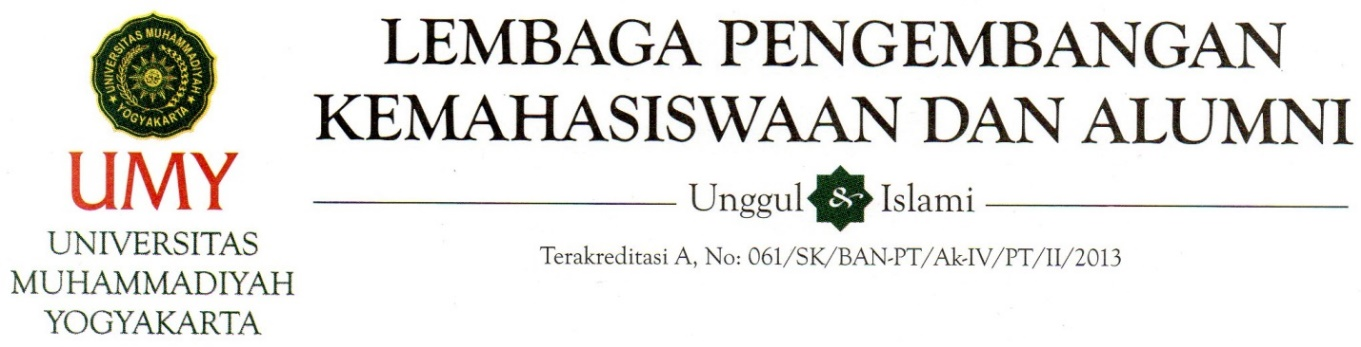 UNIVERSITAS MUHAMMADIYAH
YOGYAKARTA
UMY
UNIVERSITAS
MUHAMMADIYAH
YOGYAKARTA
LEMBAGA PENGEMBANGAN
KEMAHASISWAAN DAN ALUMNI
Unggul & Islami
Terakreditasi A, No: 061/SK/BAN-PT/Ak-IV/PT/II/2013